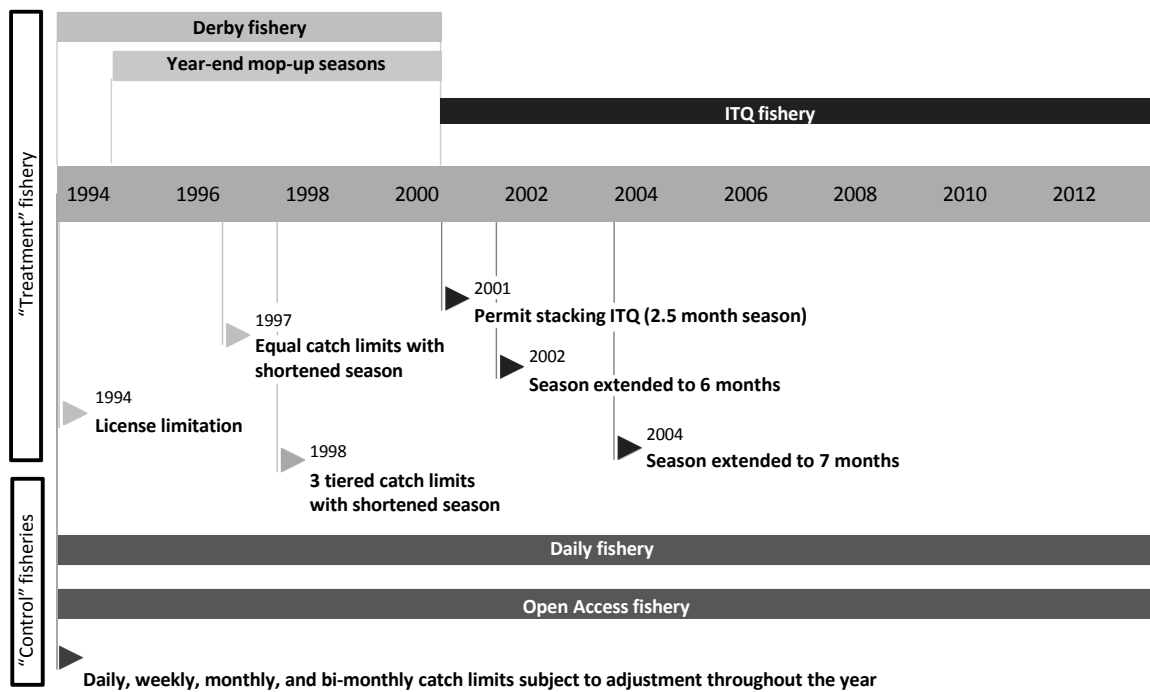 "Treatment" fishery
Derby fishery
Year-end mop-up seasons
ITQ fishery
1994 1996 1998 2000 2002 2004 2006 2008 2010 2012
2001
Permit stacking ITQ (2.5 month season)
1997
Equal catch limits with
shortened season
2002
Season extended to 6 months
1994
License limitation
1998
3 tiered catch limits
with shortened season
2004
Season extended to 7 months
"Control" fisheries
Daily fishery
Open Access fishery
Daily, weekly, monthly, and bi-monthly catch limits subject to adjustment throughout the year